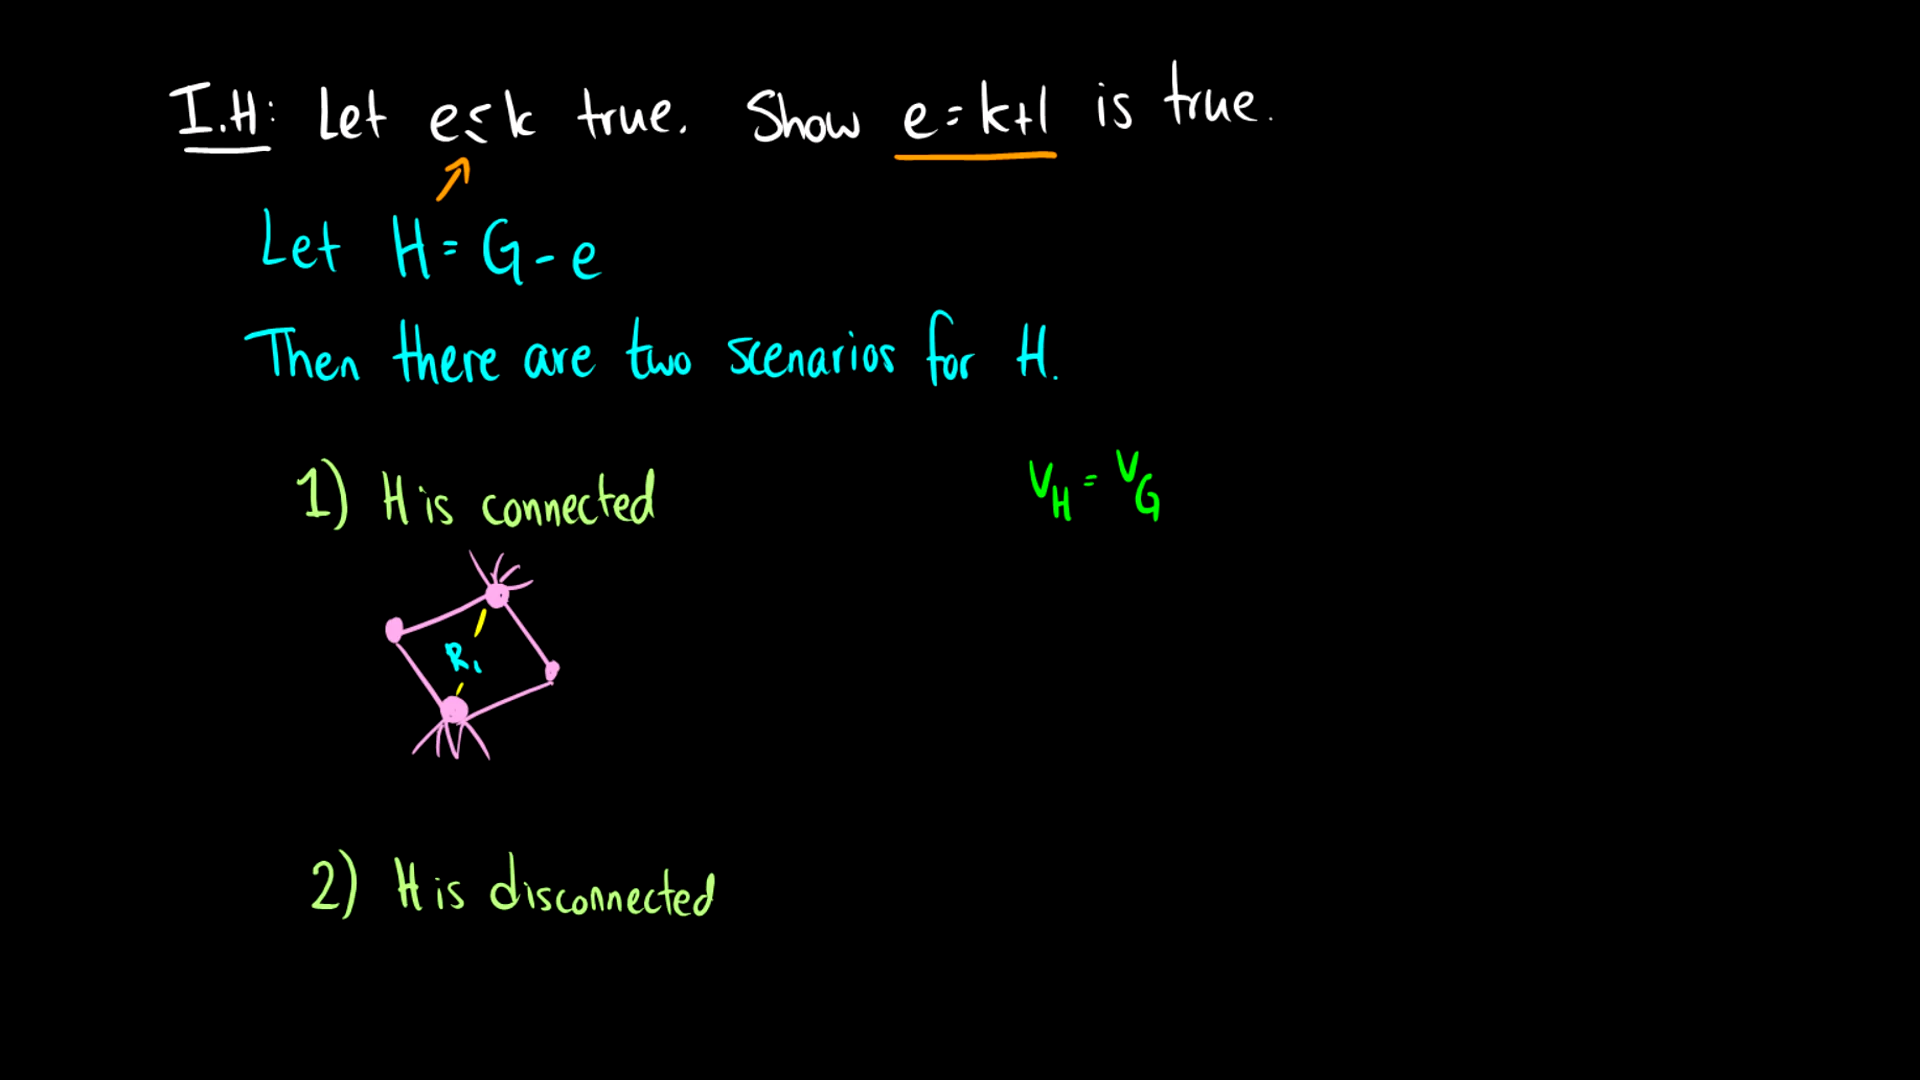 I.H: Let e≤k true. Show e=k+1 is true.
Let H=G-e
Then there are two scenarios for H.
1) H is connected
V_H = V_G
R₁
2) H is disconnected